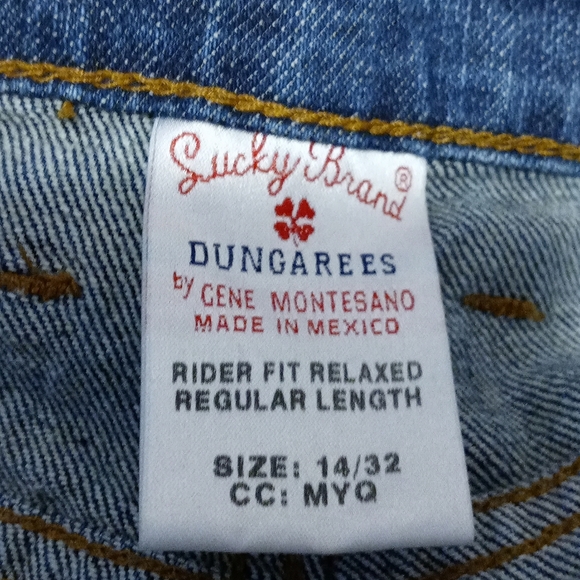 Lucky Brand®
DUNGAREES
by GENE MONTESANO
MADE IN MEXICO
RIDER FIT RELAXED
REGULAR LENGTH
SIZE: 14/32
CC: MYQ